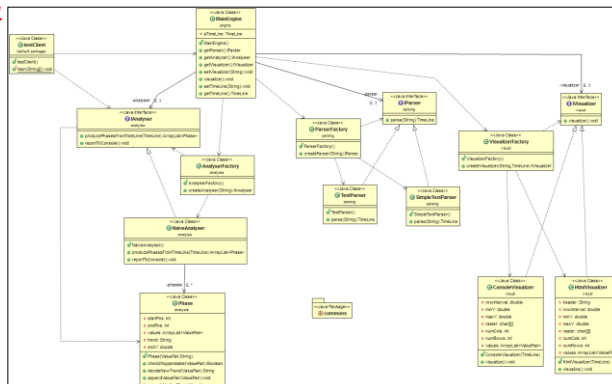 <<Java Class>>
testClient
(default package)
testClient()
main(String[]):void
<<Java Class>>
MainEngine
engine
aTimeLine: TimeLine
MainEngine()
getParser():IParser
getAnalyzer():IAnalyser
getVisualizer():IVisualizer
setVisualizer(String):void
visualize():void
setTimeLine(String):void
getTimeLine():TimeLine
-analyser 0..1
-parser
0..1
-visualizer 0..1
<<Java Interface>>
IAnalyser
analysis
producePhasesFromTimeLine(TimeLine):ArrayList<Phase>
reportToConsole():void
<<Java Interface>>
IParser
parsing
parse(String):TimeLine
<<Java Interface>>
IVisualizer
visual
visualize():void
<<Java Class>>
ParserFactory
parsing
ParserFactory()
createParser(String):IParser
<<Java Class>>
VisualizerFactory
visual
VisualizerFactory()
createVisualizer(String,TimeLine):IVisualizer
<<Java Class>>
AnalyserFactory
analysis
AnalyserFactory()
createAnalyser(String):IAnalyser
<<Java Class>>
TextParser
parsing
TextParser()
parse(String):TimeLine
<<Java Class>>
SimpleTextParser
parsing
SimpleTextParser()
parse(String):TimeLine
<<Java Class>>
NaiveAnalyser
analysis
NaiveAnalyser()
producePhasesFromTimeLine(TimeLine):ArrayList<Phase>
reportToConsole():void
-phases 0..*
<<Java Class>>
Phase
analysis
startPos: int
endPos: int
values: ArrayList<ValuePair>
trend: String
endY: double
Phase(ValuePair,String)
checkIfAppendable(ValuePair):Boolean
decideNewTrend(ValuePair):String
appendValuePair(ValuePair):void
<<Java Package>>
commons
<<Java Class>>
ConsoleVisualizer
visual
rowInterval: double
minY: double
maxY: double
raster: char[][]
numCols: int
numRows: int
values: ArrayList<ValuePair>
ConsoleVisualizer(TimeLine)
visualize():void
<<Java Class>>
HtmlVisualizer
visual
header: String
rowInterval: double
minY: double
maxY: double
raster: char[][]
numCols: int
numRows: int
values: ArrayList<ValuePair>
HtmlVisualizer(TimeLine)
visualize():void